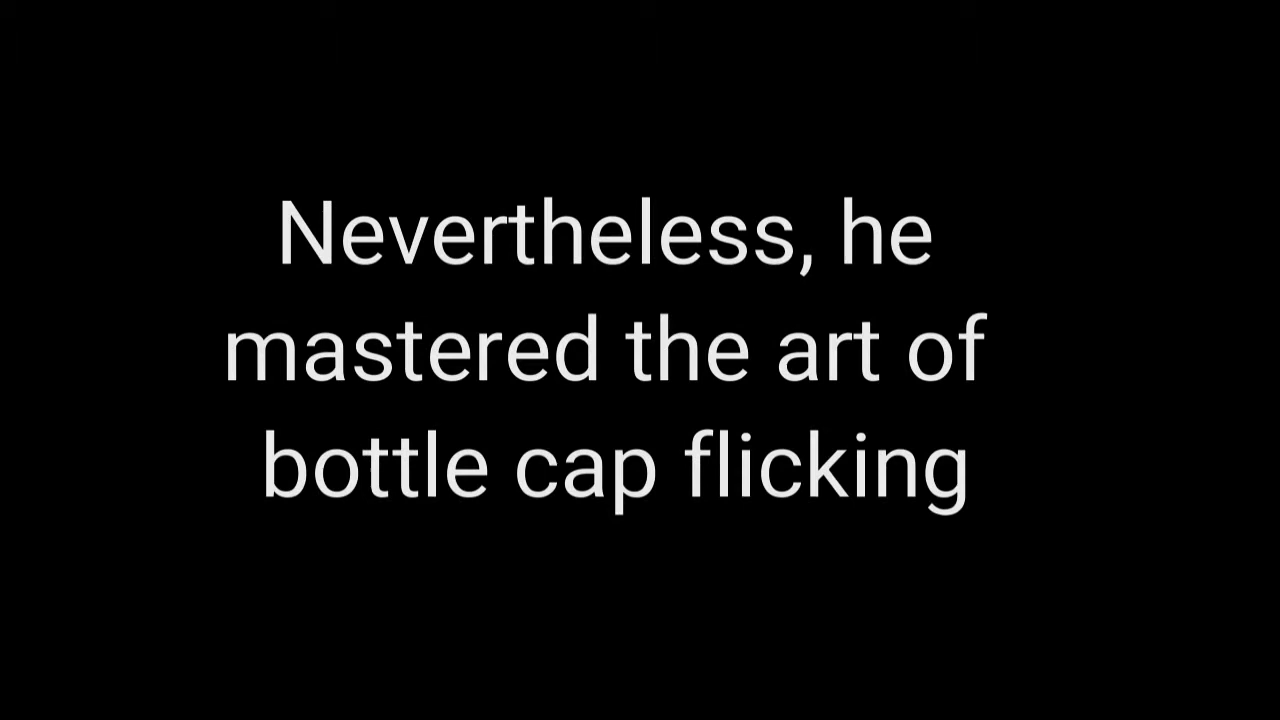 Nevertheless, he
mastered the art of
bottle cap flicking